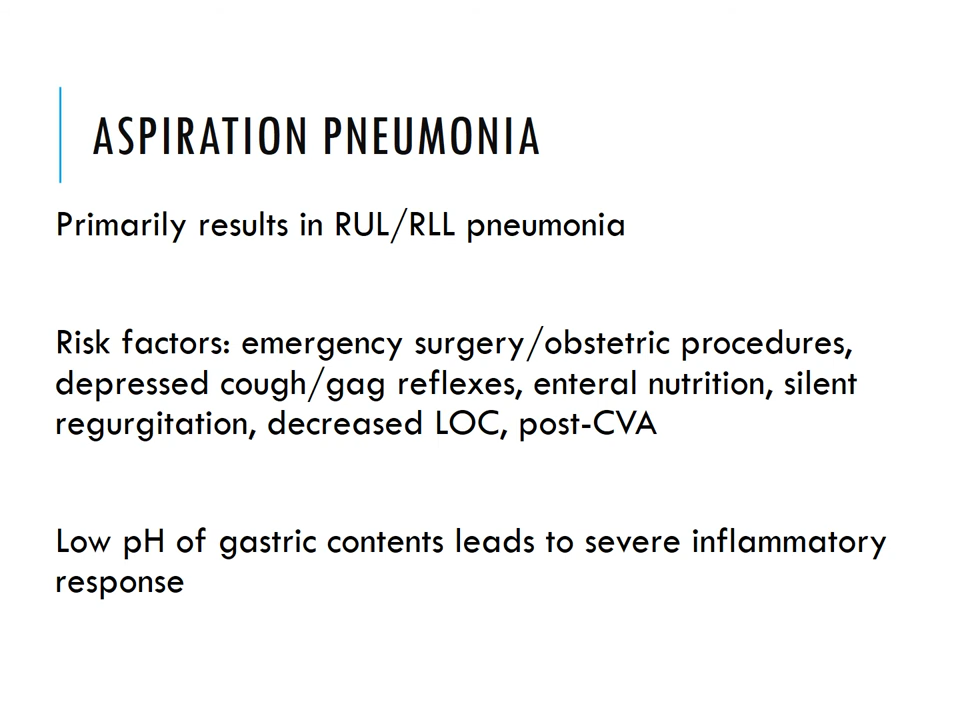 ASPIRATION PNEUMONIA
Primarily results in RUL/RLL pneumonia
Risk factors: emergency surgery/obstetric procedures,
depressed cough/gag reflexes, enteral nutrition, silent
regurgitation, decreased LOC, post-CVA
Low pH of gastric contents leads to severe inflammatory
response